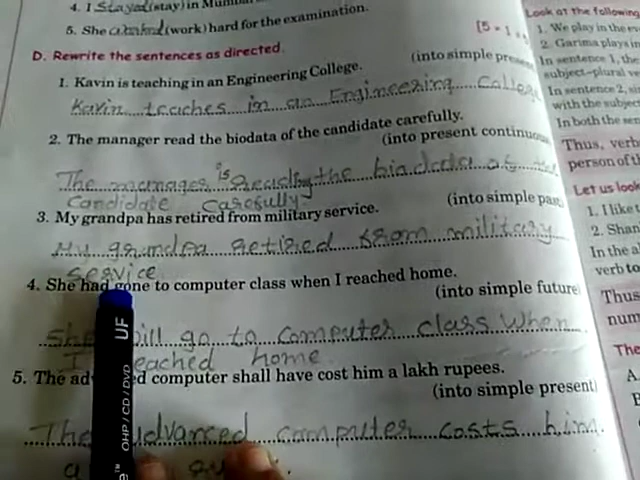 4. I Stayed (stay) in Mumbai
5. She worked (work) hard for the examination.
[5 × 1
D. Rewrite the sentences as directed.
1. Kavin is teaching in an Engineering College.
(into simple present
Kavin teaches in an Engineering College
2. The manager read the biodata of the candidate carefully.
(into present continuous
The manager is reading the biodata of the
candidate carefully
3. My grandpa has retired from military service.
(into simple past
My grandpa retired from military
service
4. She had gone to computer class when I reached home.
(into simple future
She will go to computer class when
I reached home
5. The computer shall have cost him a lakh rupees.
(into simple present)
The advanced computer costs him
a
UF
OHP/CD/DVD
Look at the following
1. We play in the
2. Garima plays in
In sentence 1, the
subject-plural
In sentence 2,
with the subject
In both the
Thus, verb
person of
Let us look
1. I like
2.
In the
verb to
Thus
The
A.